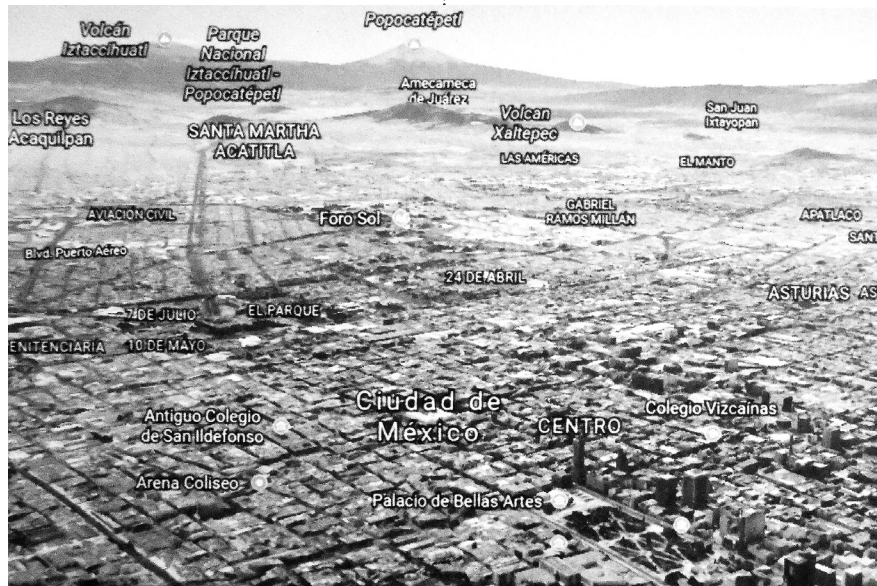 Volcán
Iztaccíhuatl
Parque
Nacional
Iztaccíhuatl -
Popocatépetl
Popocatépetl
Amecameca
de Juárez
Los Reyes
Acaquilpan
SANTA MARTHA
ACATITLA
Volcan
Xaltepec
San Juan
Ixtayopan
LAS AMÉRICAS
EL MANTO
AVIACIÓN CIVIL
Foro Sol
GABRIEL
RAMOS MILLÁN
APATLACO
SANT
Blvd. Puerto Aéreo
24 DE ABRIL
ASTURIAS
AS
7 DE JULIO
EL PARQUE
ENITENCIARIA
10 DE MAYO
Ciudad de
México
Antiguo Colegio
de San Ildefonso
CENTRO
Colegio Vizcaínas
Arena Coliseo
Palacio de Bellas Artes